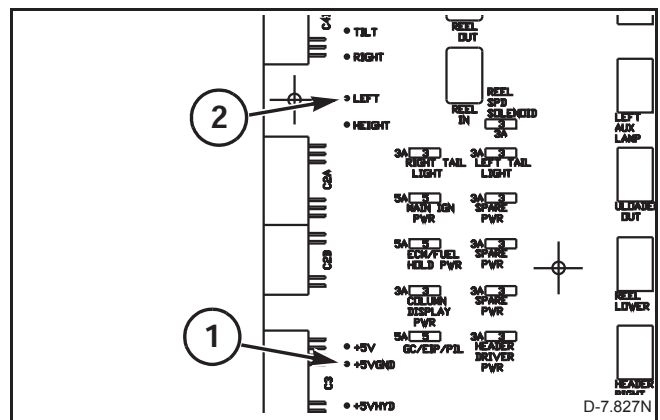 C4
TILT
REEL
OUT
RIGHT
2
LEFT
HEIGHT
REEL
IN
REEL
SPD
SOLENOID
3
3A
LEFT
AUX
LAMP
C2A
3A 3
RIGHT TAIL
LIGHT
3A 3
LEFT TAIL
LIGHT
5A 5
MAIN IGN
PWR
3A 3
SPARE
PWR
ULOADER
OUT
C2B
5A 5
ECM/FUEL
HOLD PWR
3A 3
SPARE
PWR
REEL
LOWER
3A 3
COLUMN
DISPLAY
PWR
3A 3
SPARE
PWR
1
+5V
+5VGND
5A 5
GC/EIP/PIL
3A 3
HEADER
DRIVER
PWR
C3
+5VHYD
HEADER
RIGHT
D-7.827N